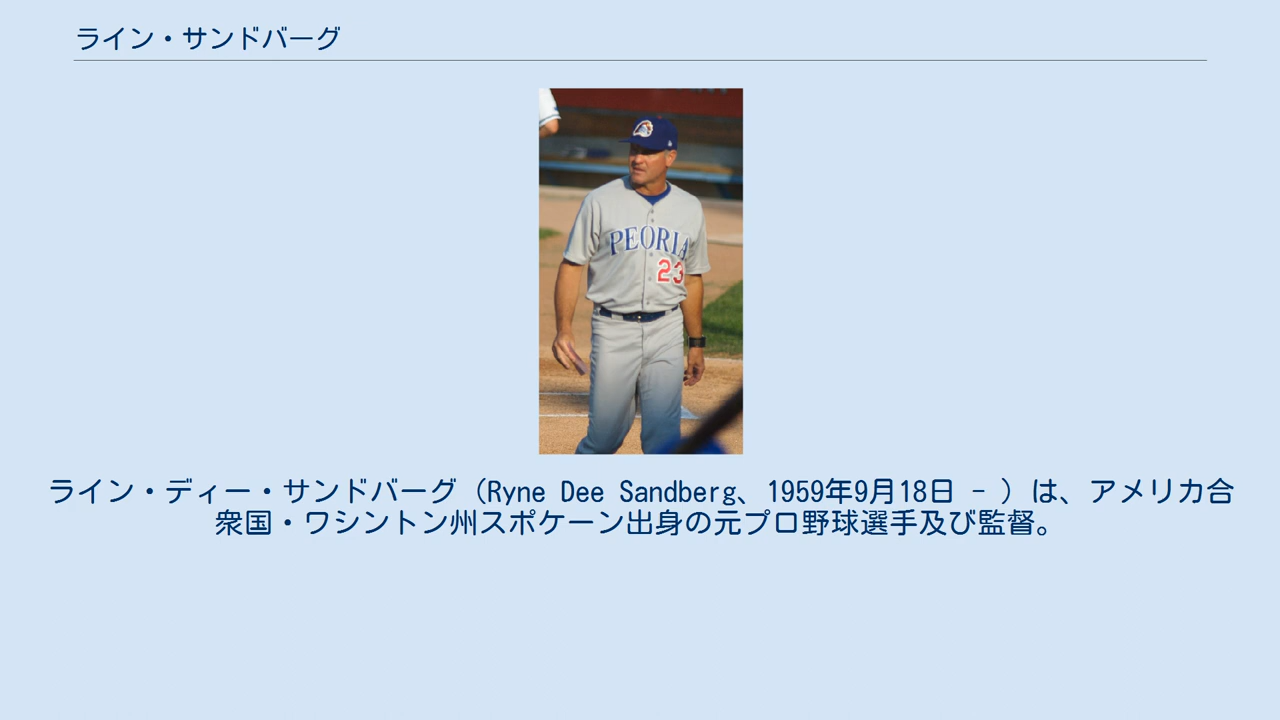 ライン・サンドバーグ
PEORIA
23
ライン・ディー・サンドバーグ（Ryne Dee Sandberg、1959年9月18日 - ）は、アメリカ合
衆国・ワシントン州スポケーン出身の元プロ野球選手及び監督。